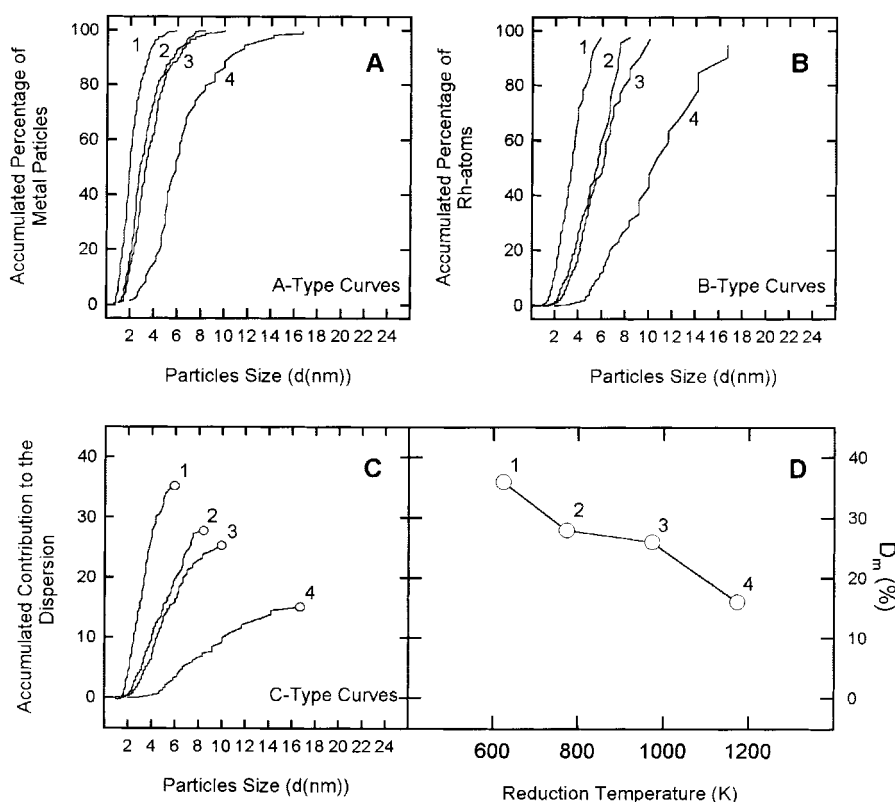 Accumulated Percentage of
Metal Paticles
100
80
60
40
20
0
1
2
3
4
A
A-Type Curves
2 4 6 8 10 12 14 16 18 20 22 24
Particles Size (d(nm))
Accumulated Percentage of
Rh-atoms
100
80
60
40
20
0
1
2
3
4
B
B-Type Curves
2 4 6 8 10 12 14 16 18 20 22 24
Particles Size (d(nm))
Accumulated Contribution to the
Dispersion
40
30
20
10
0
1
2
3
4
C
C-Type Curves
2 4 6 8 10 12 14 16 18 20 22 24
Particles Size (d(nm))
1
2
3
4
D
40
30
20
10
0
Dm (%)
600 800 1000 1200
Reduction Temperature (K)